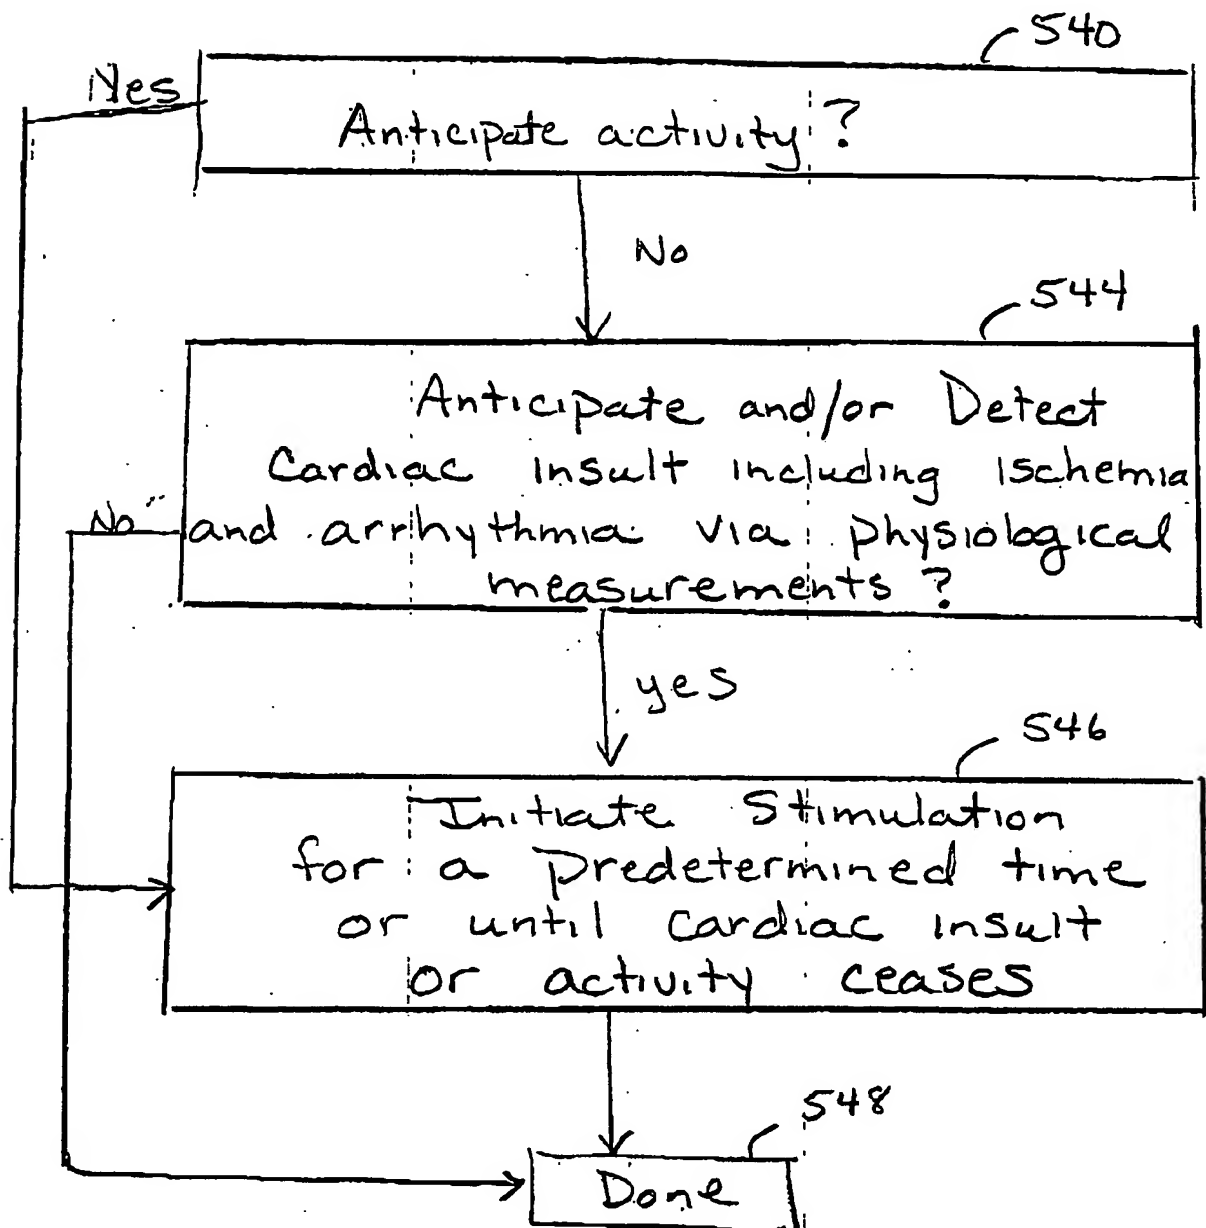 540
Yes
Anticipate activity?
No
544
Anticipate and/or Detect
Cardiac insult including ischemia
No
and arrhythmia via physiological
measurements?
yes
546
Initiate Stimulation
for a predetermined time
or until cardiac insult
or activity ceases
548
Done